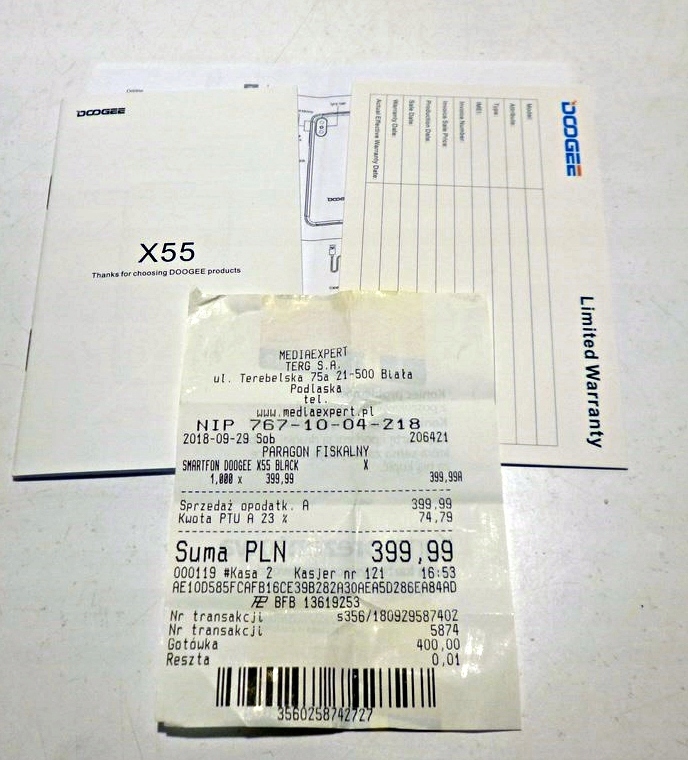 DOOGEE
X55
Thanks for choosing DOOGEE products
DOOGEE
Limited Warranty
Model:
Attribute:
Type:
IMEI:
Invoice Number:
Invoice Sale Price:
Production Date:
Sale Date:
Warranty Date:
Actual Effective Warranty Date:
MEDIAEXPERT
TERG S.A.
ul. Terebelska 75a 21-500 Biała
Podlaska
tel.
www.mediaexpert.pl
NIP 767-10-04-218
2018-09-29 Sob 206421
PARAGON FISKALNY
SMARTFON DOOGEE X55 BLACK X
1,000 x 399,99 399,99A
Sprzedaż opodatk. A 399,99
Kwota PTU A 23 % 74,79
Suma PLN 399,99
000119 #Kasa 2 Kasjer nr 121 16:53
AE10D585FCAFB16CE39B282A30AEA5D286EA84AD
BFB 13619253
Nr transakcji s356/180929587402
Nr transakcji 5874
Gotówka 400,00
Reszta 0,01
3560258742727